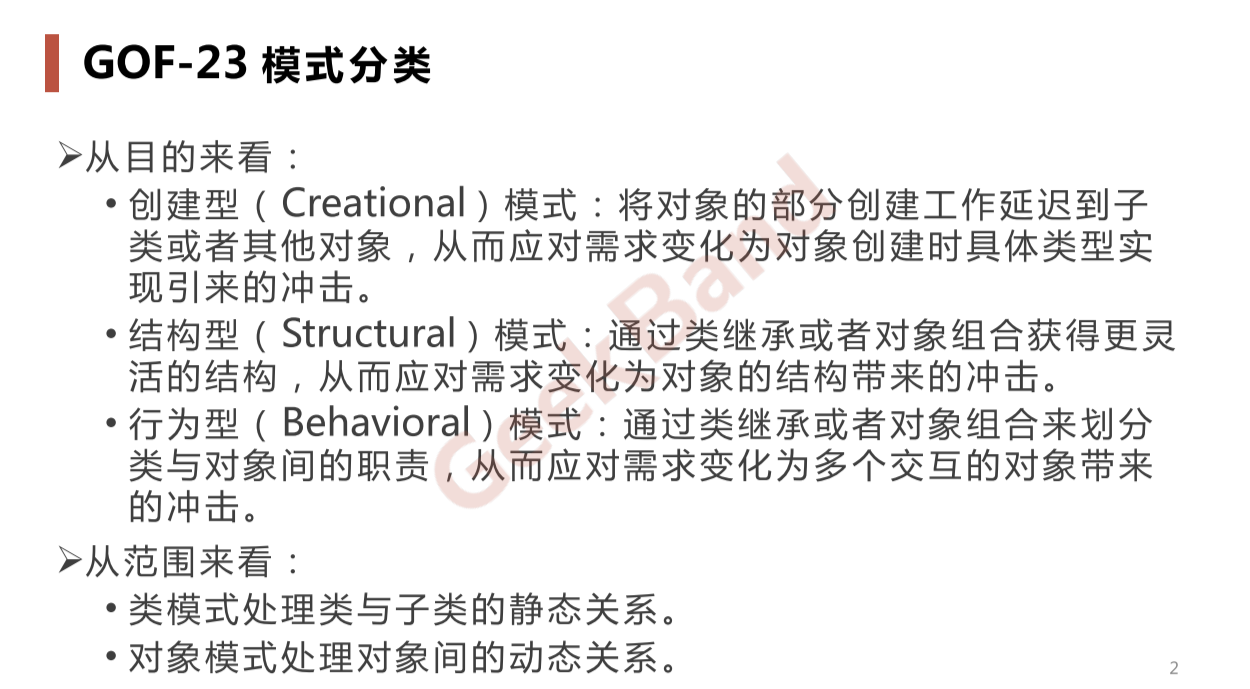 GOF-23 模式分类
➢从目的来看：
• 创建型（Creational）模式：将对象的部分创建工作延迟到子
类或者其他对象，从而应对需求变化为对象创建时具体类型实
现引来的冲击。
• 结构型（Structural）模式：通过类继承或者对象组合获得更灵
活的结构，从而应对需求变化为对象的结构带来的冲击。
• 行为型（Behavioral）模式：通过类继承或者对象组合来划分
类与对象间的职责，从而应对需求变化为多个交互的对象带来
的冲击。
➢从范围来看：
• 类模式处理类与子类的静态关系。
• 对象模式处理对象间的动态关系。
GeekBand
2